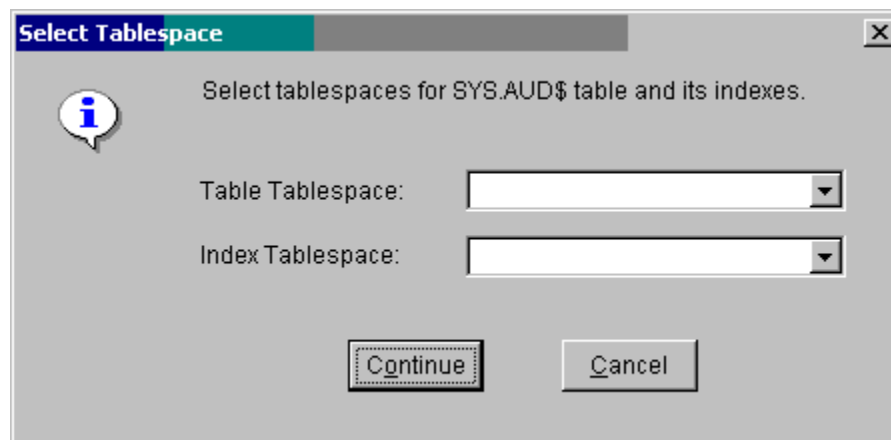 Select Tablespace
Select tablespaces for SYS.AUD$ table and its indexes.
Table Tablespace:
Index Tablespace:
Continue Cancel